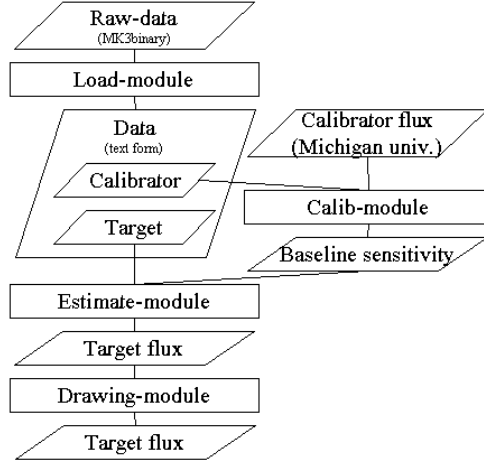 Raw-data
(MK3binary)
Load-module
Data
(text form)
Calibrator
Target
Calibrator flux
(Michigan univ.)
Calib-module
Baseline sensitivity
Estimate-module
Target flux
Drawing-module
Target flux